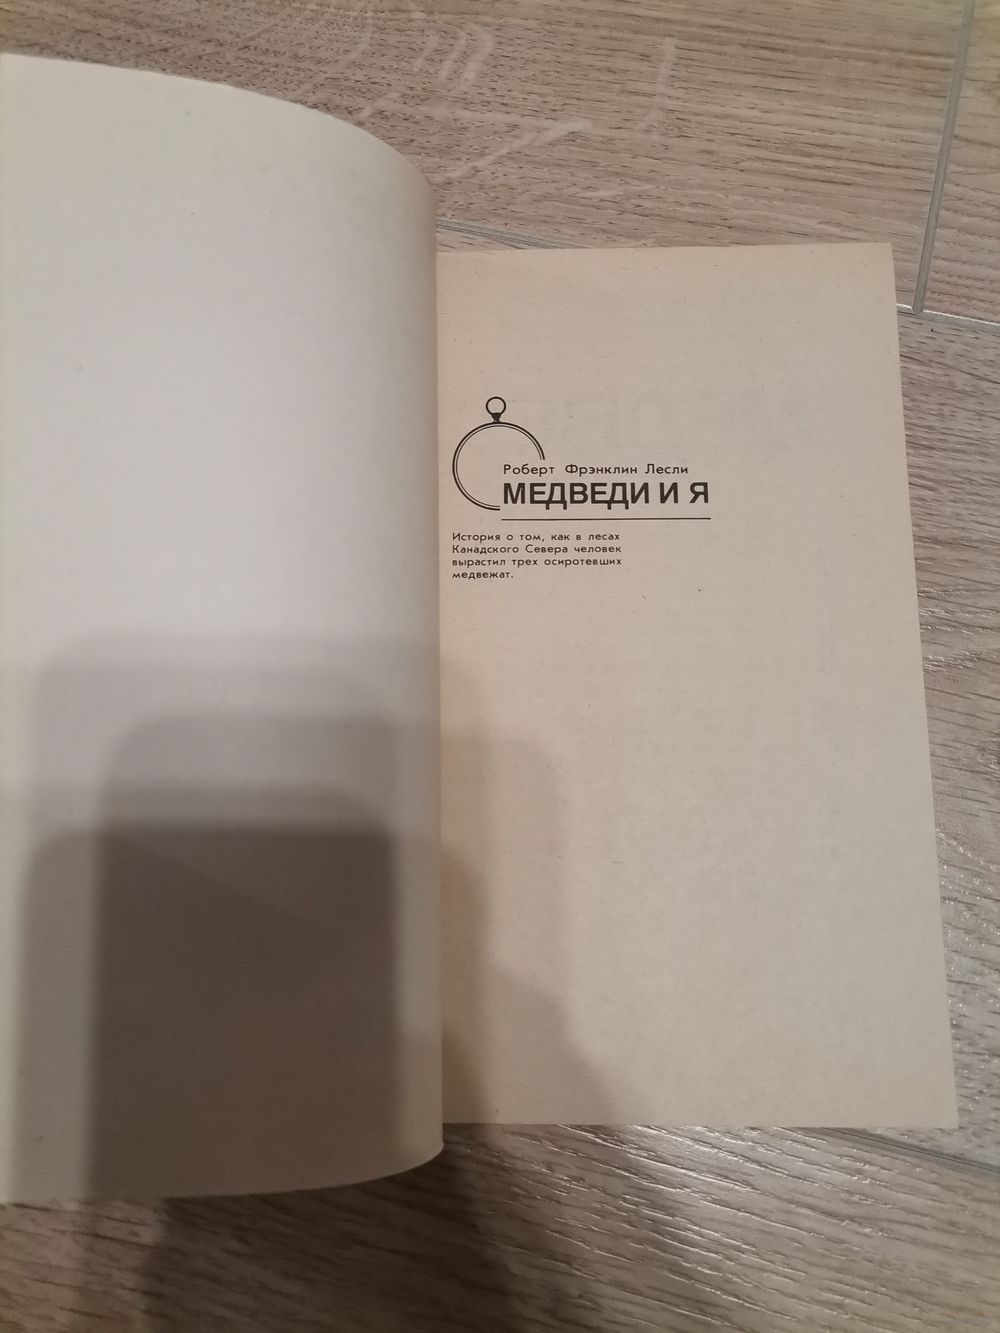 Роберт Фрэнклин Лесли
МЕДВЕДИ И Я
История о том, как в лесах
Канадского Севера человек
вырастил трех осиротевших
медвежат.